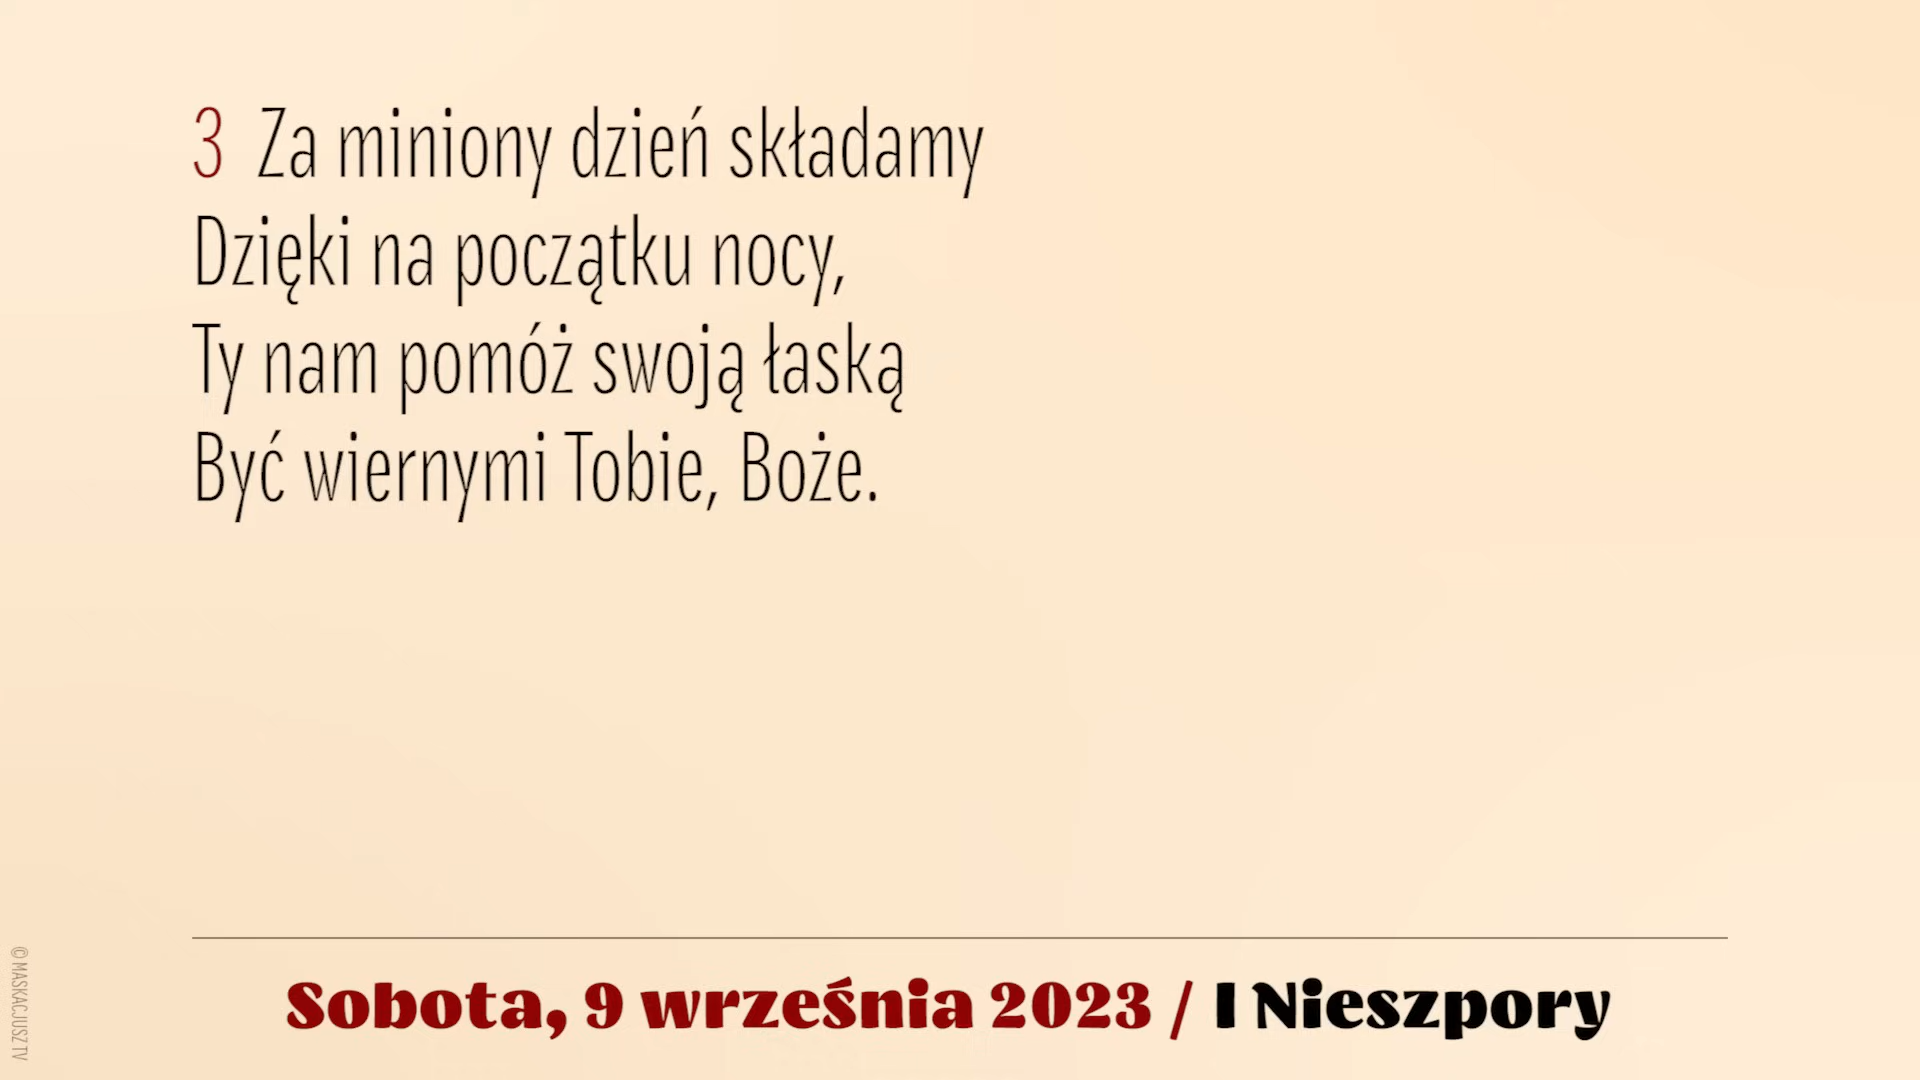 3 Za miniony dzień składamy
Dzięki na początku nocy,
Ty nam pomóż swoją łaską
Być wiernymi Tobie, Boże.
Sobota, 9 września 2023 / I Nieszpory
© MASKACJUSZ TV